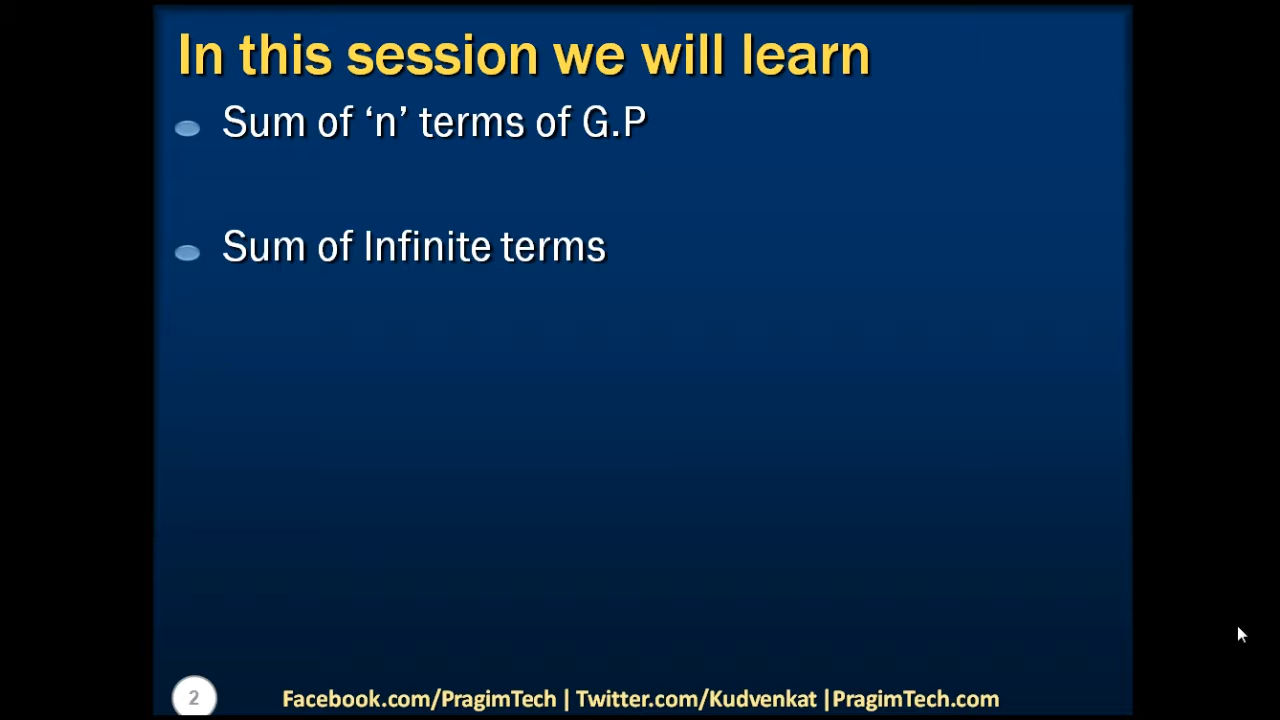 In this session we will learn
Sum of ‘n’ terms of G.P
Sum of Infinite terms
2
Facebook.com/PragimTech | Twitter.com/Kudvenkat |PragimTech.com